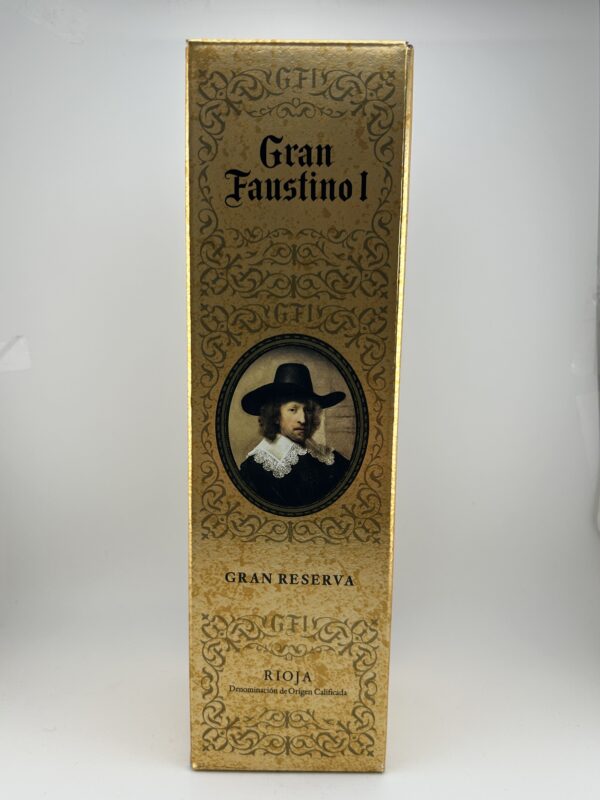 GFI
Gran
Faustino I
GFI
GRAN RESERVA
GFI
RIOJA
Denominación de Origen Calificada